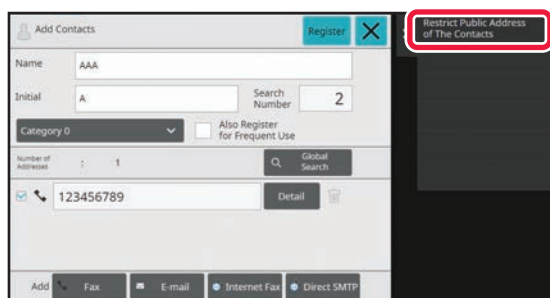 Add Contacts
Register
Restrict Public Address
of The Contacts
Name
AAA
Initial
A
Search
Number
2
Category 0
Also Register
for Frequent Use
Number of
Addresses
:
1
Global
Search
123456789
Detail
Add
Fax
E-mail
Internet Fax
Direct SMTP